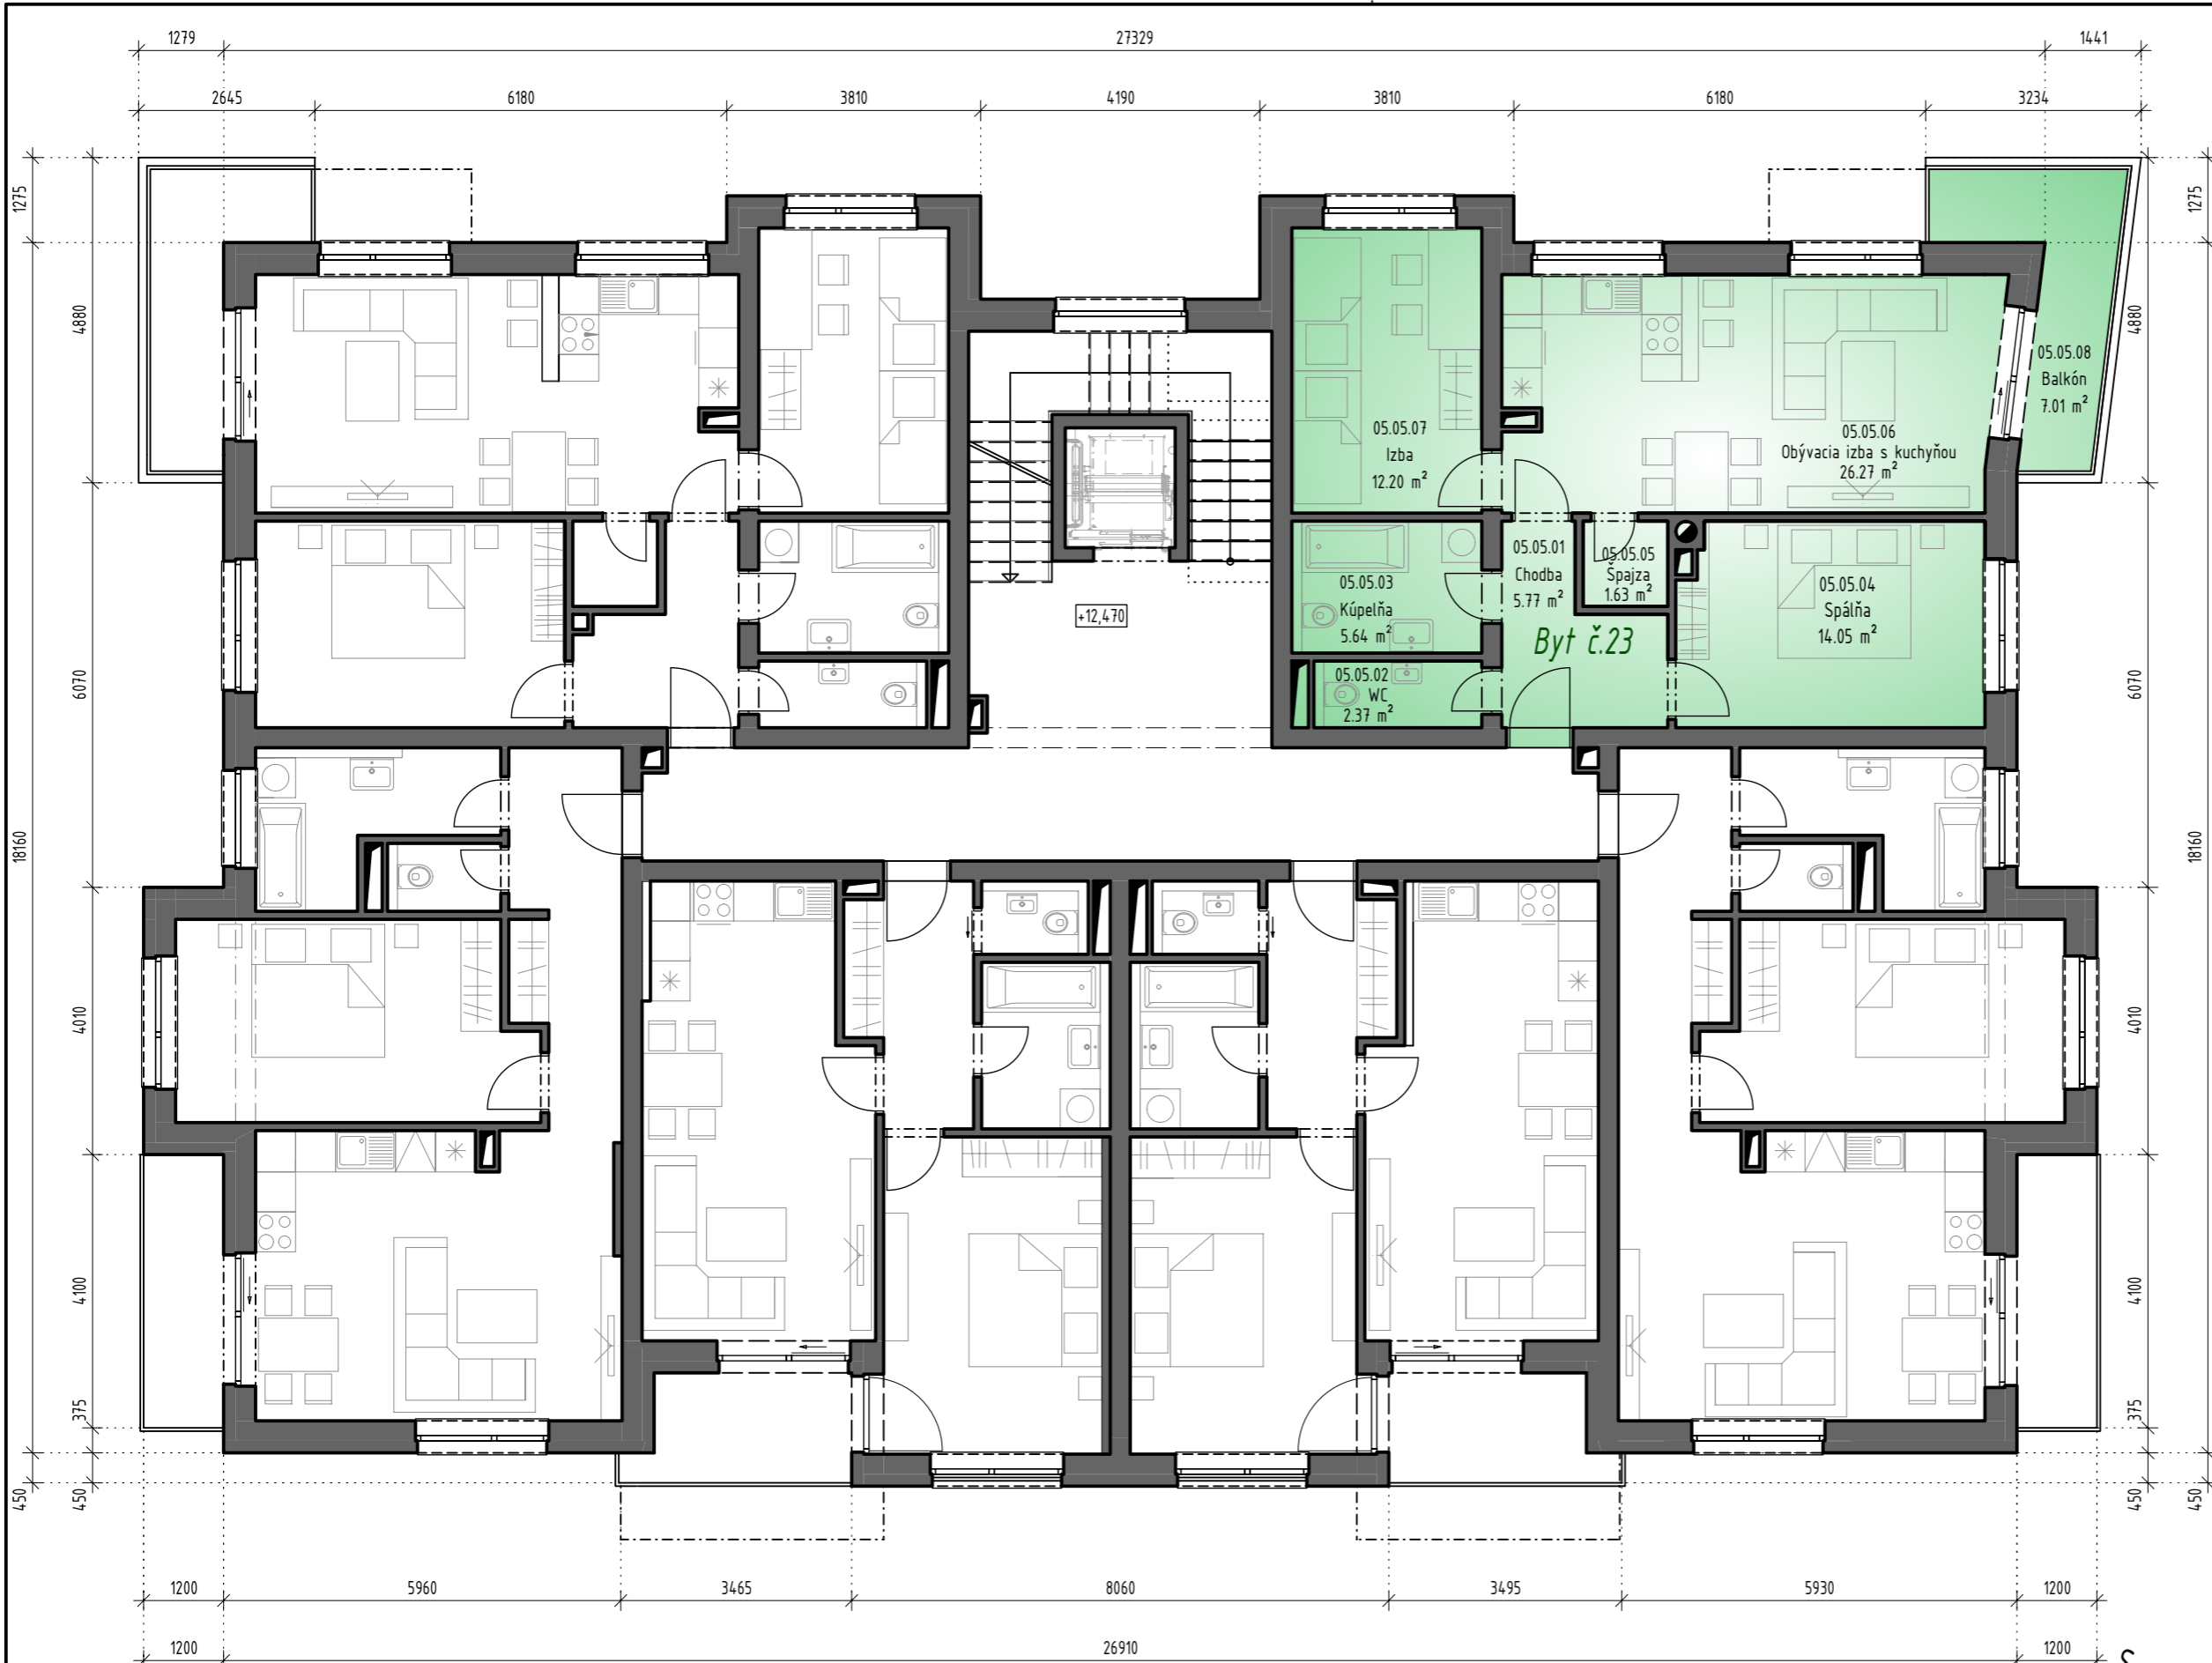 1279 27329 1441
2645 6180 3810 4190 3810 6180 3234
1275
4880
6070
18160
4010
4100
375
450
450
1275
4880
6070
18160
4010
4100
375
450
450
05.05.07
Izba
12.20 m²
05.05.06
Obývacia izba s kuchyňou
26.27 m²
05.05.08
Balkón
7.01 m²
05.05.03
Kúpelňa
5.64 m²
05.05.01
Chodba
5.77 m²
05.05.05
Špajza
1.63 m²
05.05.04
Spálňa
14.05 m²
05.05.02
WC
2.37 m²
Byt č.23
+12,470
1200 5960 3465 8060 3495 5930 1200
1200 26910 1200